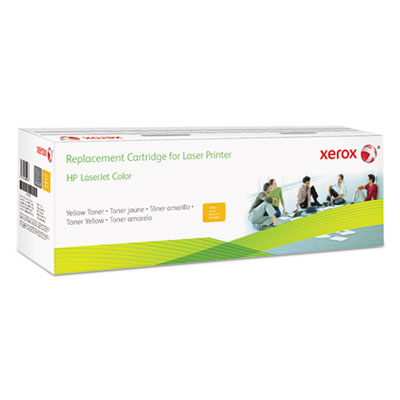 Replacement Cartridge for Laser Printer
HP LaserJet Color
xerox
Yellow Toner • Toner jaune • Tóner amarillo •
Toner Yellow • Toner amarelo